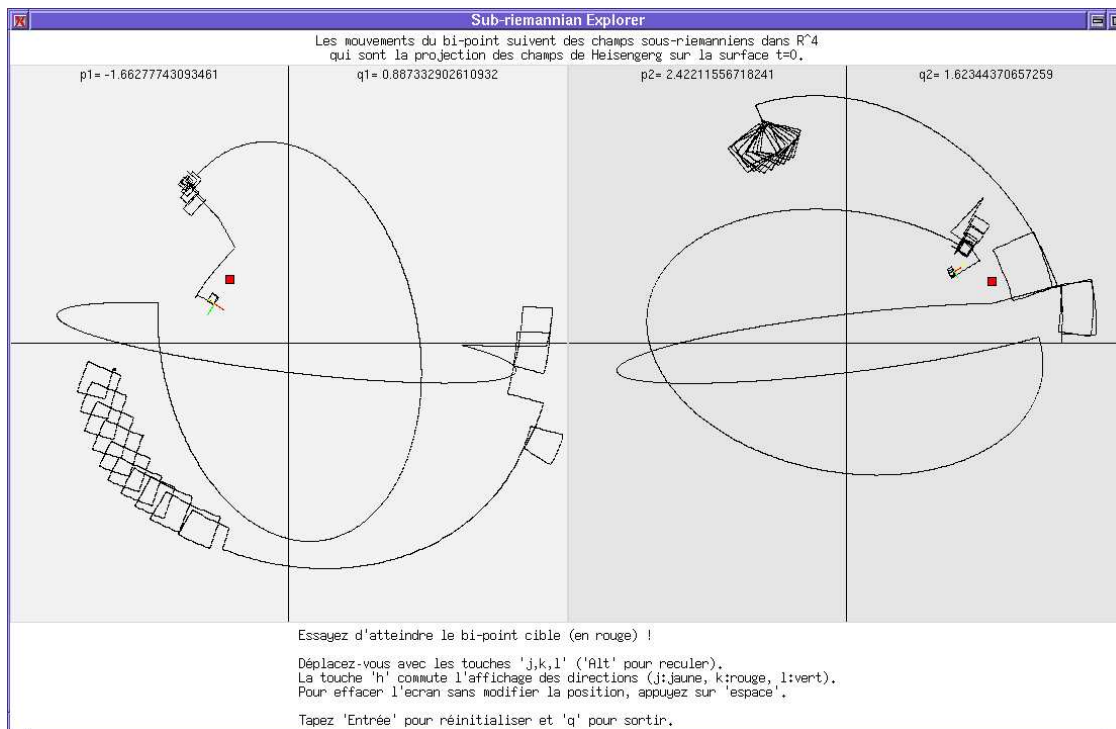 Sub-riemannian Explorer
Les mouvements du bi-point suivent des champs sous-riemanniens dans R^4
qui sont la projection des champs de Heisengerg sur la surface t=0.
p1= -1.66277743093461
q1= 0.887332902610932
p2= 2.42211556718241
q2= 1.62344370657259
Essayez d'atteindre le bi-point cible (en rouge) !
Déplacez-vous avec les touches 'j,k,l' ('Alt' pour reculer).
La touche 'h' commute l'affichage des directions (j:jaune, k:rouge, l:vert).
Pour effacer l'ecran sans modifier la position, appuyez sur 'espace'.
Tapez 'Entrée' pour réinitialiser et 'q' pour sortir.